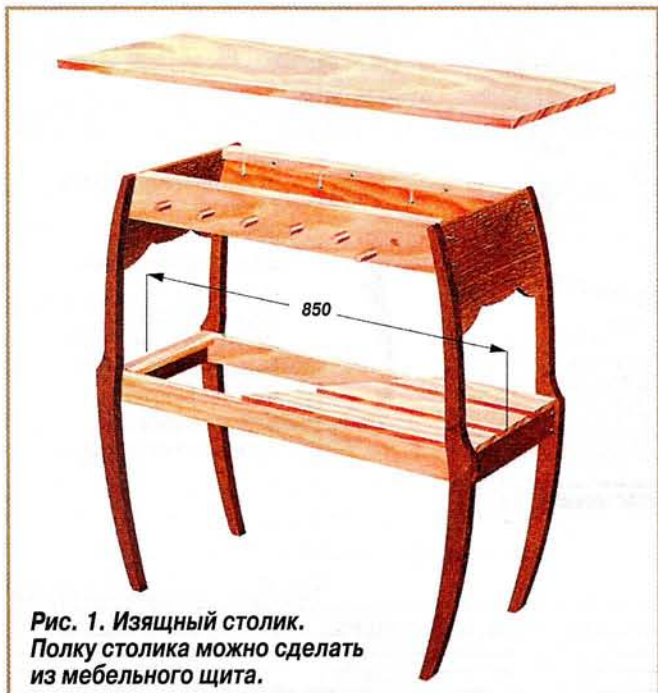 850
Рис. 1. Изящный столик.
Полку столика можно сделать
из мебельного щита.